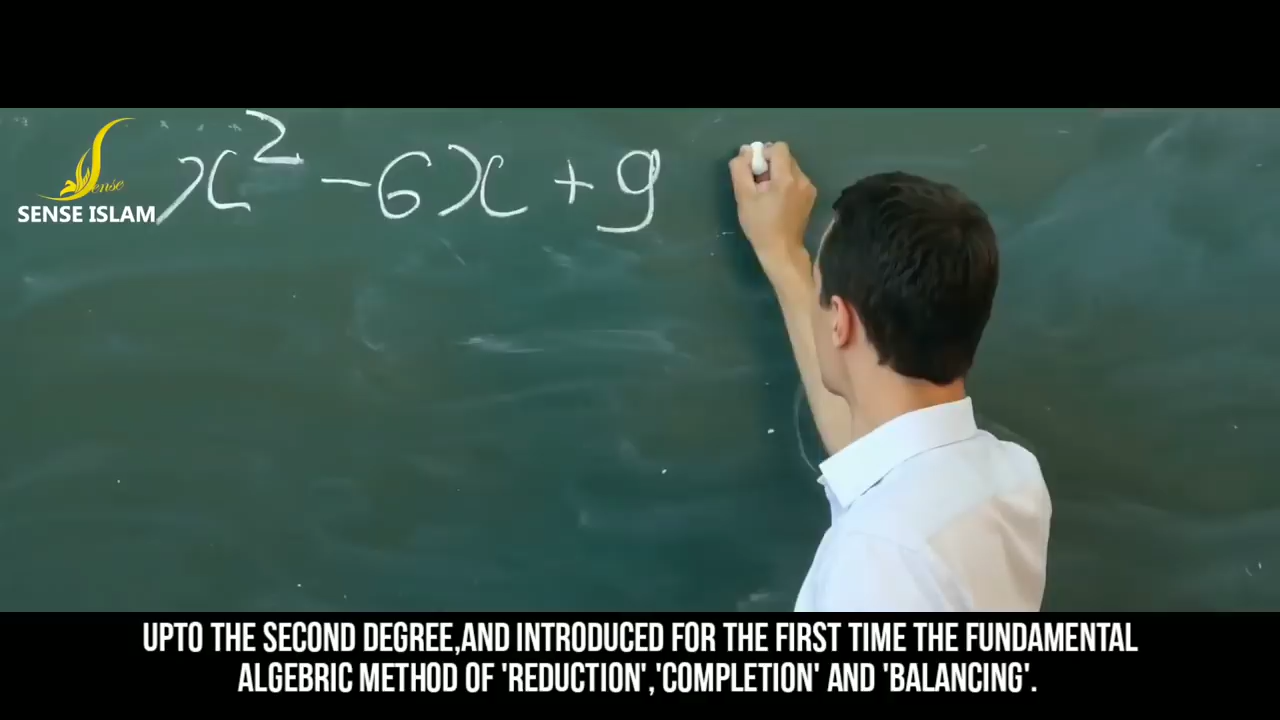 x² -6x +9
Sense
SENSE ISLAM
UPTO THE SECOND DEGREE,AND INTRODUCED FOR THE FIRST TIME THE FUNDAMENTAL
ALGEBRIC METHOD OF 'REDUCTION','COMPLETION' AND 'BALANCING'.